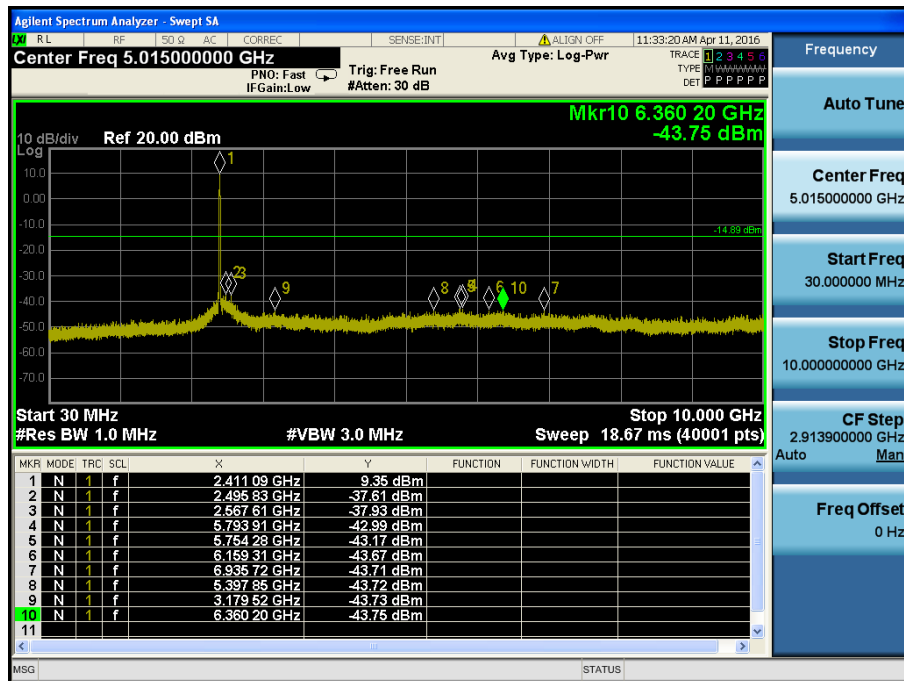 Agilent Spectrum Analyzer - Swept SA
LXI RL RF 50 Ω AC CORREC SENSE:INT ALIGN OFF 11:33:20 AM Apr 11, 2016
Center Freq 5.015000000 GHz
PNO: Fast
IFGain:Low
Trig: Free Run
#Atten: 30 dB
Avg Type: Log-Pwr
TRACE 1 2 3 4 5 6
TYPE M WWWWW
DET P P P P P P
Mkr10 6.360 20 GHz
-43.75 dBm
10 dB/div Ref 20.00 dBm
Log
10.0
0.00
-10.0
-20.0
-30.0
-40.0
-50.0
-60.0
-70.0
-14.89 dBm
1
2
3
9
8
4
6
10
7
Start 30 MHz Stop 10.000 GHz
#Res BW 1.0 MHz #VBW 3.0 MHz Sweep 18.67 ms (40001 pts)
MKR MODE TRC SCL X Y FUNCTION FUNCTION WIDTH FUNCTION VALUE
1 N 1 f 2.411 09 GHz 9.35 dBm
2 N 1 f 2.495 83 GHz -37.61 dBm
3 N 1 f 2.567 61 GHz -37.93 dBm
4 N 1 f 5.793 91 GHz -42.99 dBm
5 N 1 f 5.754 28 GHz -43.17 dBm
6 N 1 f 6.159 31 GHz -43.67 dBm
7 N 1 f 6.935 72 GHz -43.71 dBm
8 N 1 f 5.397 85 GHz -43.72 dBm
9 N 1 f 3.179 52 GHz -43.73 dBm
10 N 1 f 6.360 20 GHz -43.75 dBm
11
MSG STATUS
Frequency
Auto Tune
Center Freq
5.015000000 GHz
Start Freq
30.000000 MHz
Stop Freq
10.000000000 GHz
CF Step
2.913900000 GHz
Auto Man
Freq Offset
0 Hz